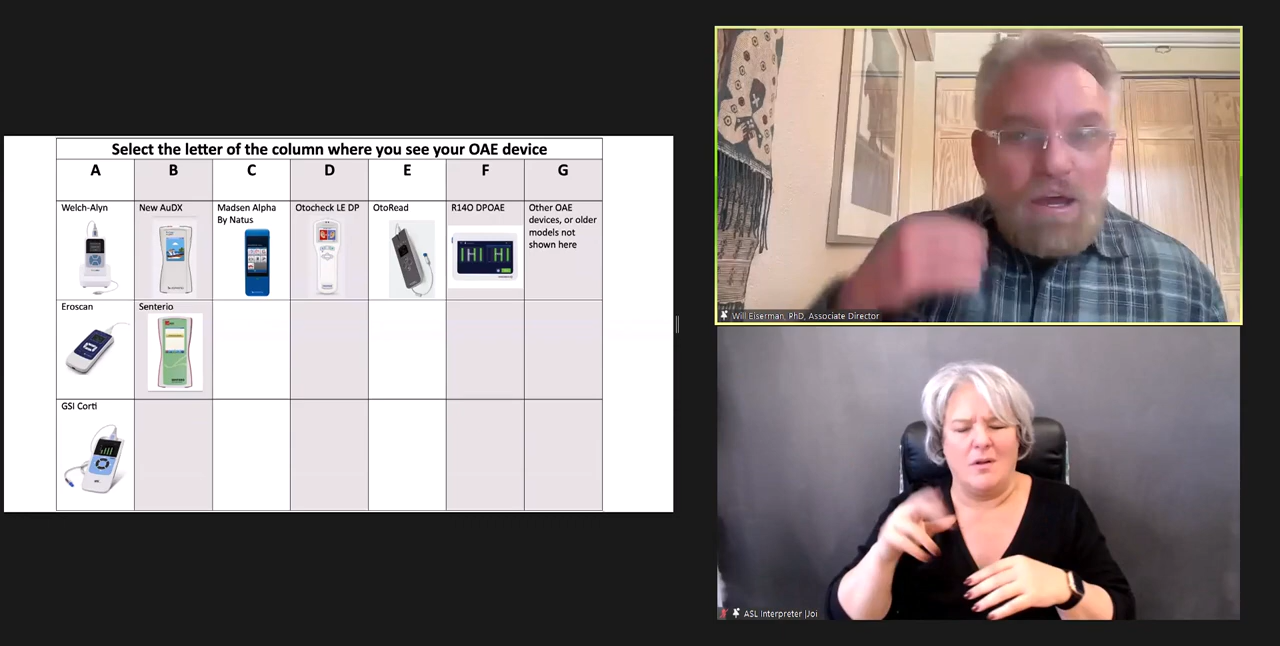 Select the letter of the column where you see your OAE device
A B C D E F G
Welch-Alyn
New AuDX
Madsen Alpha
By Natus
Otocheck LE DP
OtoRead
R14O DPOAE
Other OAE
devices, or older
models not
shown here
Eroscan
Senterio
GSI Corti
Will Eiserman, PhD, Associate Director
ASL Interpreter |Joi